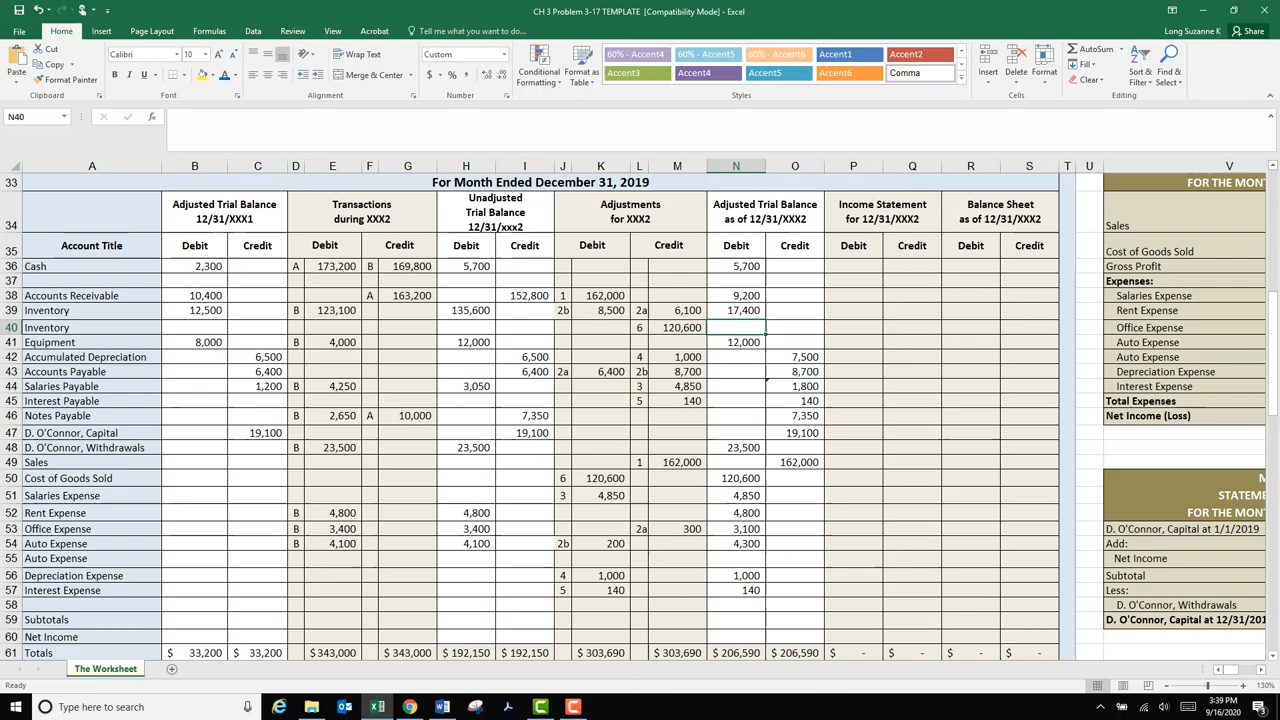 CH 3 Problem 3-17 TEMPLATE [Compatibility Mode] - Excel
Long Suzanne K Share
File Home Insert Page Layout Formulas Data Review View Acrobat Tell me what you want to do...
Paste Cut Copy Format Painter
Calibri 10 Wrap Text Merge & Center Custom
Conditional Formatting Format as Table
60% - Accent4 60% - Accent5 60% - Accent6 Accent1 Accent2
Accent3 Accent4 Accent5 Accent6 Comma
Insert Delete Format AutoSum Fill Clear Sort & Filter Find & Select
Clipboard Font Alignment Number Styles Cells Editing
N40 fx
A B C D E F G H I J K L M N O P Q R S T U V
33 For Month Ended December 31, 2019 FOR THE MONT
34 Adjusted Trial Balance 12/31/XXX1 Transactions during XXX2 Unadjusted Trial Balance 12/31/xxx2 Adjustments for XXX2 Adjusted Trial Balance as of 12/31/XXX2 Income Statement for 12/31/XXX2 Balance Sheet as of 12/31/XXX2 Sales
35 Account Title Debit Credit Debit Credit Debit Credit Debit Credit Debit Credit Debit Credit Debit Credit Cost of Goods Sold
36 Cash 2,300 A 173,200 B 169,800 5,700 5,700 Gross Profit
37 Expenses:
38 Accounts Receivable 10,400 A 163,200 152,800 1 162,000 9,200 Salaries Expense
39 Inventory 12,500 B 123,100 135,600 2b 8,500 2a 6,100 17,400 Rent Expense
40 Inventory 6 120,600 Office Expense
41 Equipment 8,000 B 4,000 12,000 12,000 Auto Expense
42 Accumulated Depreciation 6,500 6,500 4 1,000 7,500 Auto Expense
43 Accounts Payable 6,400 6,400 2a 6,400 2b 8,700 8,700 Depreciation Expense
44 Salaries Payable 1,200 B 4,250 3,050 3 4,850 1,800 Interest Expense
45 Interest Payable 5 140 140 Total Expenses
46 Notes Payable B 2,650 A 10,000 7,350 7,350 Net Income (Loss)
47 D. O'Connor, Capital 19,100 19,100 19,100
48 D. O'Connor, Withdrawals B 23,500 23,500 23,500
49 Sales 1 162,000 162,000
50 Cost of Goods Sold 6 120,600 120,600 M
51 Salaries Expense 3 4,850 4,850 STATEME
52 Rent Expense B 4,800 4,800 4,800 FOR THE MONT
53 Office Expense B 3,400 3,400 2a 300 3,100 D. O'Connor, Capital at 1/1/2019
54 Auto Expense B 4,100 4,100 2b 200 4,300 Add:
55 Auto Expense Net Income
56 Depreciation Expense 4 1,000 1,000 Subtotal
57 Interest Expense 5 140 140 Less:
58 D. O'Connor, Withdrawals
59 Subtotals D. O'Connor, Capital at 12/31/201
60 Net Income
61 Totals $ 33,200 $ 33,200 $ 343,000 $ 343,000 $ 192,150 $ 192,150 $ 303,690 $ 303,690 $ 206,590 $ 206,590 $ - $ - $ - $ -
The Worksheet
Ready 130%
Type here to search
3:39 PM
9/16/2020